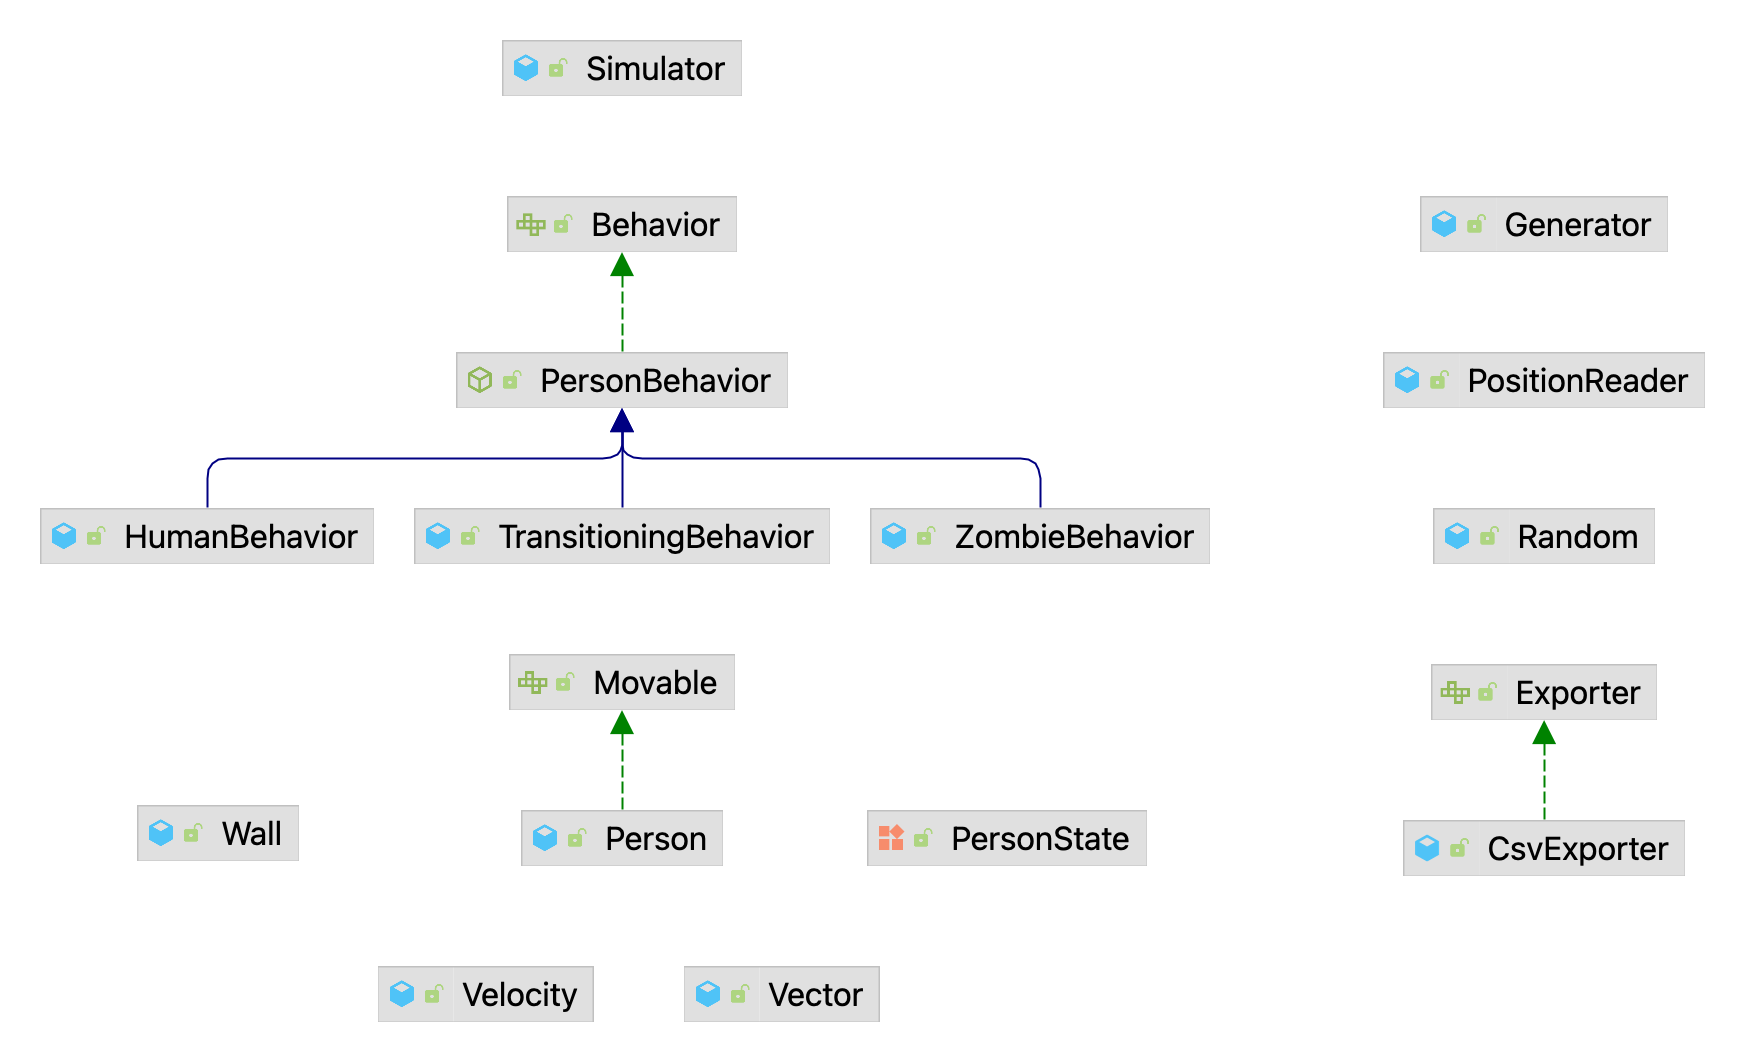 Simulator
Behavior
Generator
PersonBehavior
PositionReader
HumanBehavior
TransitioningBehavior
ZombieBehavior
Random
Movable
Exporter
Wall
Person
PersonState
CsvExporter
Velocity
Vector